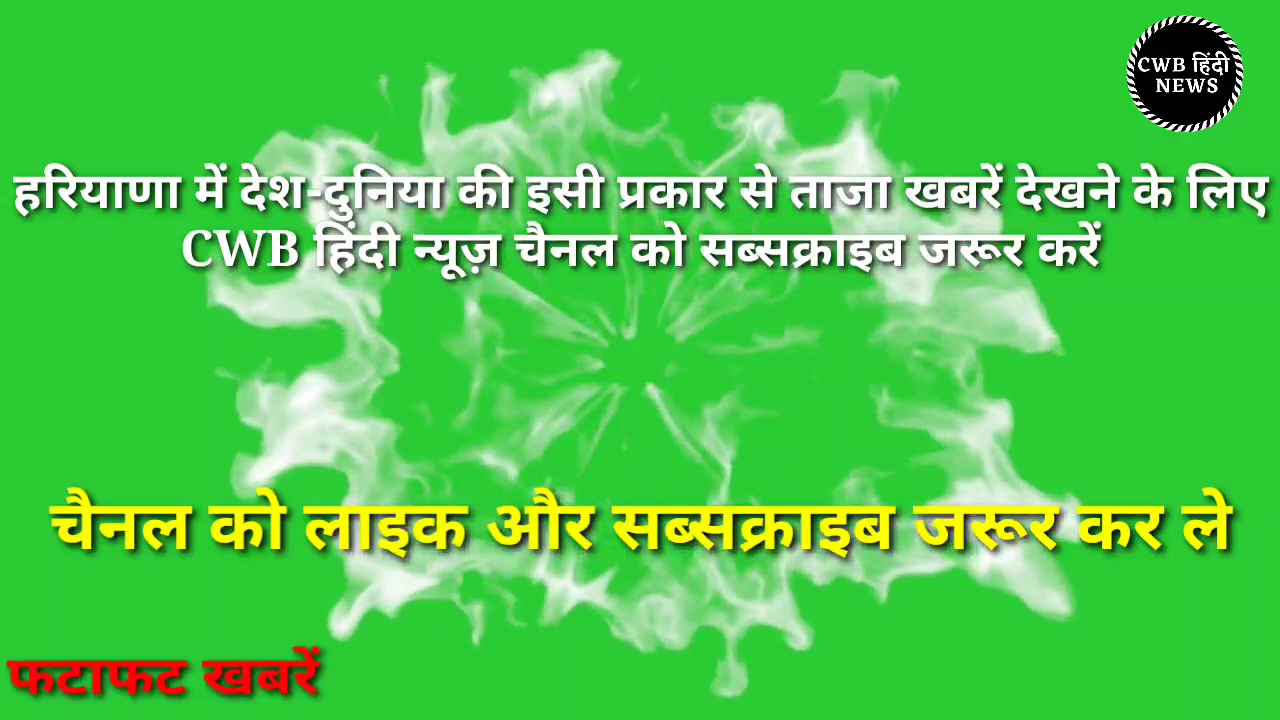 CWB हिंदी
NEWS
हरियाणा में देश-दुनिया की इसी प्रकार से ताजा खबरें देखने के लिए
CWB हिंदी न्यूज़ चैनल को सब्सक्राइब जरूर करें
चैनल को लाइक और सब्सक्राइब जरूर कर ले
फटाफट खबरें